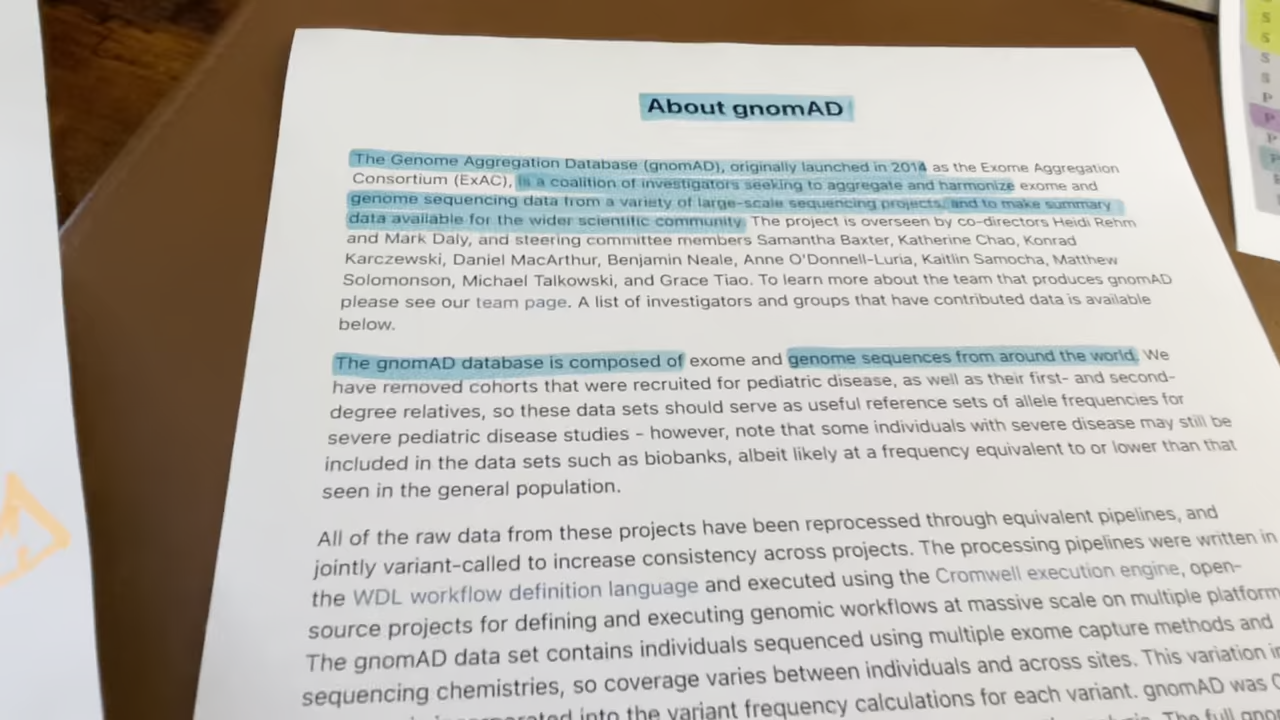 About gnomAD
The Genome Aggregation Database (gnomAD), originally launched in 2014 as the Exome Aggregation
Consortium (ExAC), is a coalition of investigators seeking to aggregate and harmonize exome and
genome sequencing data from a variety of large-scale sequencing projects, and to make summary
data available for the wider scientific community. The project is overseen by co-directors Heidi Rehm
and Mark Daly, and steering committee members Samantha Baxter, Katherine Chao, Konrad
Karczewski, Daniel MacArthur, Benjamin Neale, Anne O'Donnell-Luria, Kaitlin Samocha, Matthew
Solomonson, Michael Talkowski, and Grace Tiao. To learn more about the team that produces gnomAD
please see our team page. A list of investigators and groups that have contributed data is available
below.
The gnomAD database is composed of exome and genome sequences from around the world. We
have removed cohorts that were recruited for pediatric disease, as well as their first- and second-
degree relatives, so these data sets should serve as useful reference sets of allele frequencies for
severe pediatric disease studies - however, note that some individuals with severe disease may still be
included in the data sets such as biobanks, albeit likely at a frequency equivalent to or lower than that
seen in the general population.
All of the raw data from these projects have been reprocessed through equivalent pipelines, and
jointly variant-called to increase consistency across projects. The processing pipelines were written in
the WDL workflow definition language and executed using the Cromwell execution engine, open-
source projects for defining and executing genomic workflows at massive scale on multiple platform
The gnomAD data set contains individuals sequenced using multiple exome capture methods and
sequencing chemistries, so coverage varies between individuals and across sites. This variation in
into the variant frequency calculations for each variant. gnomAD was
The full
S
S
S
S
P
P
P